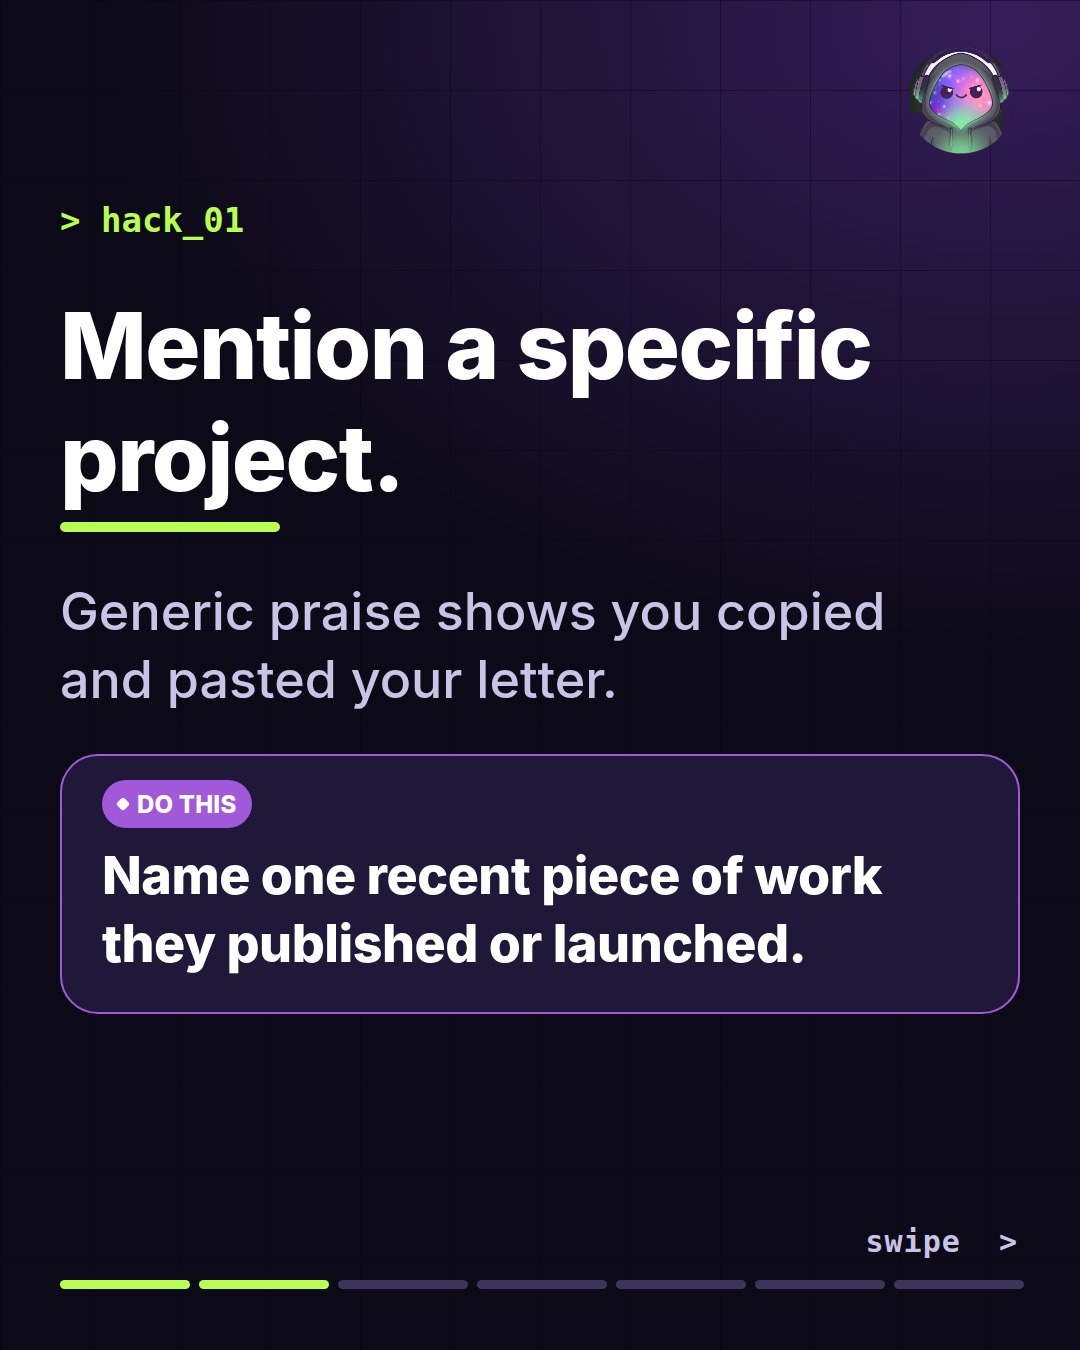 > hack_01
Mention a specific
project.
Generic praise shows you copied
and pasted your letter.
DO THIS
Name one recent piece of work
they published or launched.
swipe >